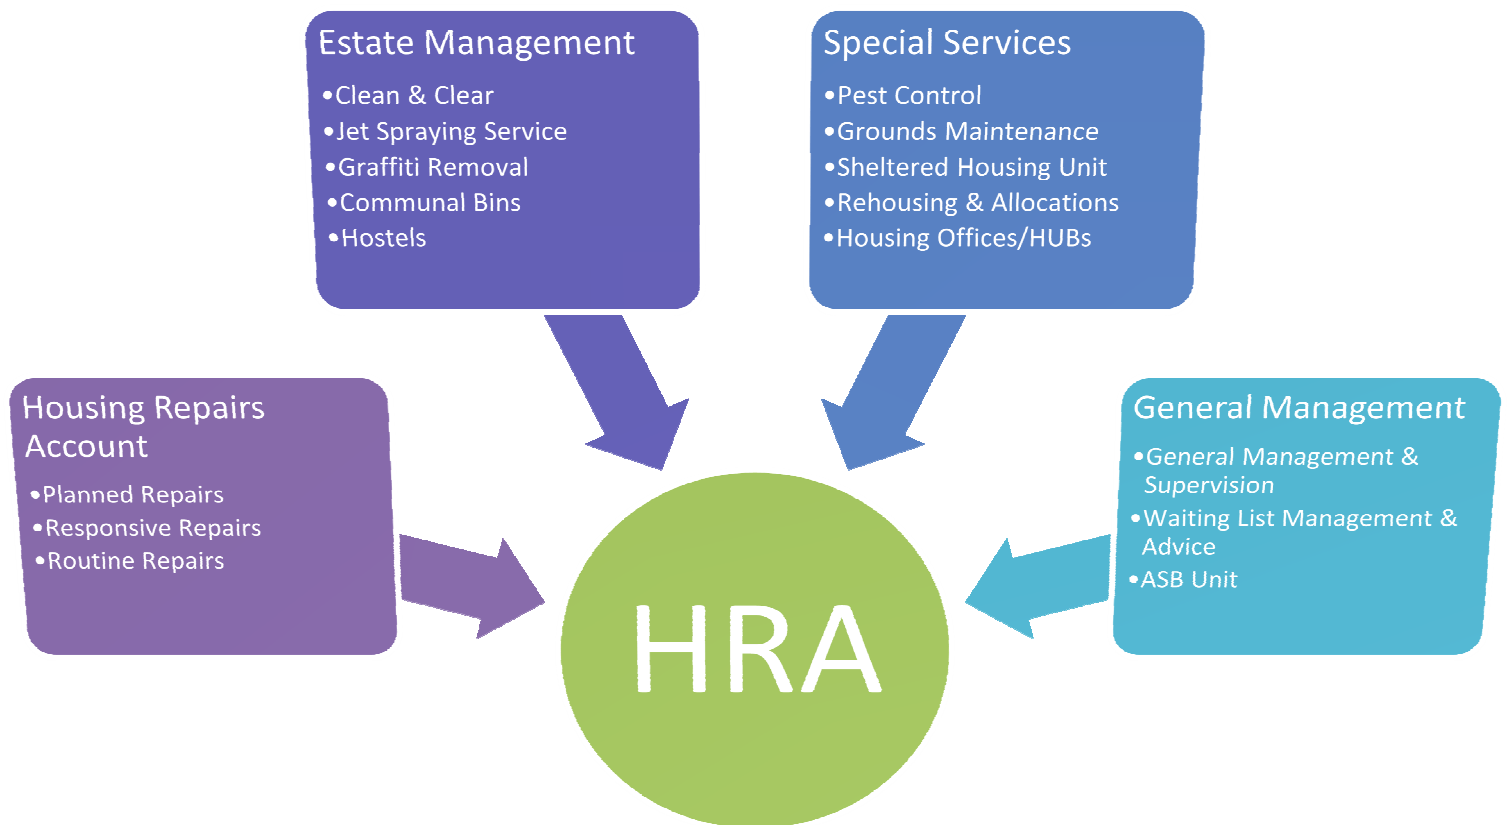 Estate Management
•Clean & Clear
•Jet Spraying Service
•Graffiti Removal
•Communal Bins
•Hostels
Special Services
•Pest Control
•Grounds Maintenance
•Sheltered Housing Unit
•Rehousing & Allocations
•Housing Offices/HUBs
Housing Repairs
Account
•Planned Repairs
•Responsive Repairs
•Routine Repairs
General Management
•General Management &
Supervision
•Waiting List Management &
Advice
•ASB Unit
HRA